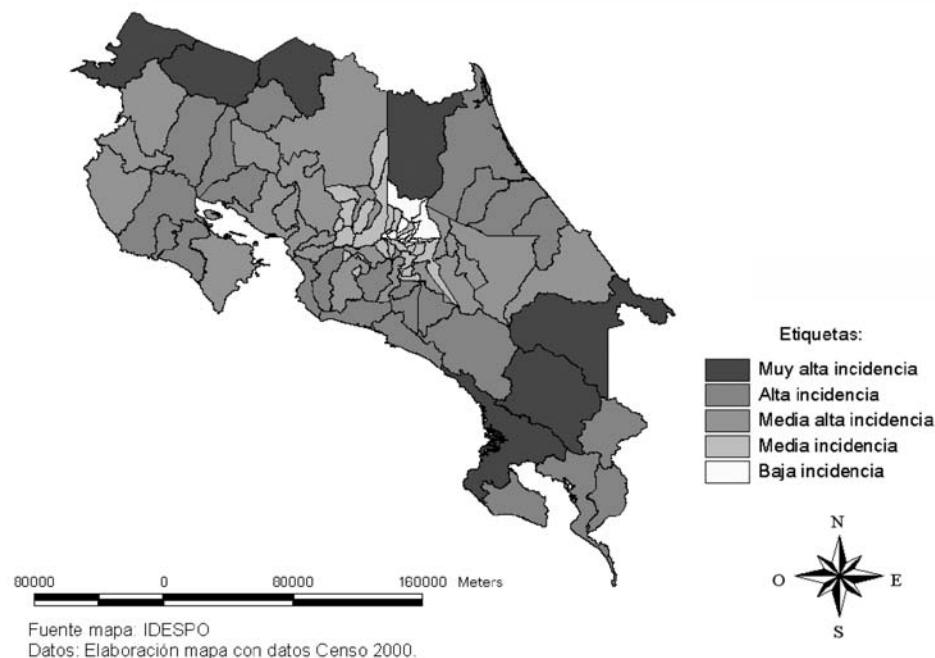 Etiquetas:
Muy alta incidencia
Alta incidencia
Media alta incidencia
Media incidencia
Baja incidencia
N
O
E
S
80000 0 80000 160000 Meters
Fuente mapa: IDESPO
Datos: Elaboración mapa con datos Censo 2000.